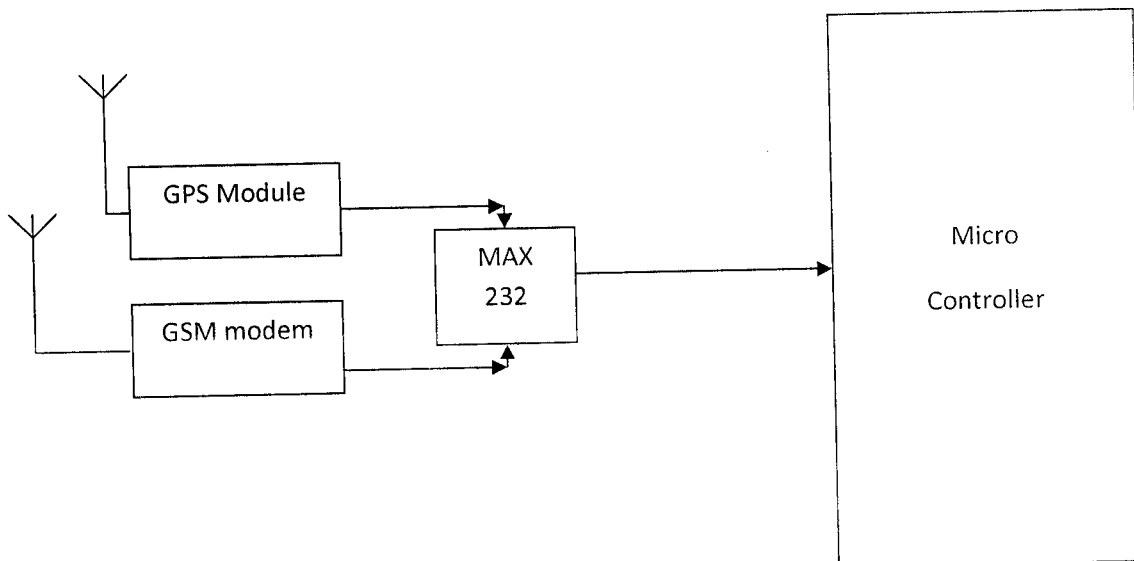 GPS Module
GSM modem
MAX
232
Micro
Controller